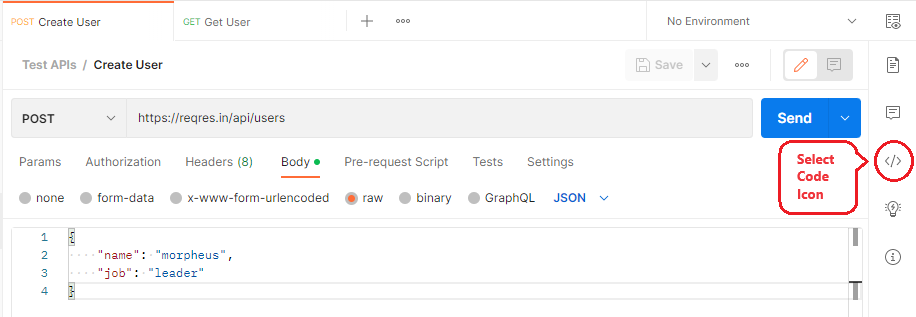 POST Create User
GET Get User
No Environment
Test APIs / Create User
Save
POST
https://reqres.in/api/users
Send
Params Authorization Headers (8) Body Pre-request Script Tests Settings
none form-data x-www-form-urlencoded raw binary GraphQL JSON
Select
Code
Icon
1 {
2 "name": "morpheus",
3 "job": "leader"
4 }